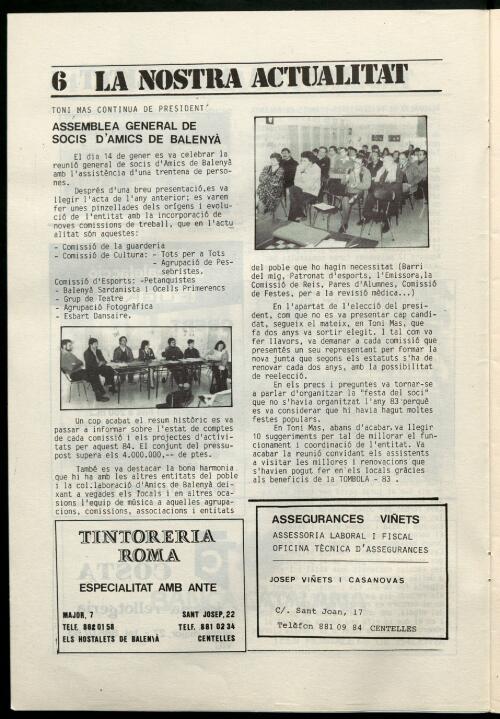 6 LA NOSTRA ACTUALITAT
TONI MAS CONTINUA DE PRESIDENT
ASSEMBLEA GENERAL DE
SOCIS D'AMICS DE BALENYÀ
El dia 14 de gener es va celebrar la
reunió general de socis d'Amics de Balenyà
amb l'assistència d'una trentena de perso-
nes.
Després d'una breu presentació,es va
llegir l'acta de l'any anterior; es varen
fer unes pinzellades dels orígens i evolu-
ció de l'entitat amb la incorporació de
noves comissions de treball, que en l'actu
alitat són aquestes:
- Comissió de la guarderia
- Comissió de Cultura: - Tots per a Tots
- Agrupació de Pes-
sebristes.
Comissió d'Esports: -Petanquistes
- Balenyà Sardanista i Ocells Primerencs
- Grup de Teatre
- Agrupació Fotogràfica
- Esbart Dansaire.
Un cop acabat el resum històric es va
passar a informar sobre l'estat de comptes
de cada comissió i els projectes d'activi-
tats per aquest 84. El conjunt del pressu-
post supera els 4.000.000,-- de ptes.
També es va destacar la bona harmonia
que hi ha amb les altres entitats del poble
i la col.laboració d'Amics de Balenyà dei-
xant a vegades els locals i en altres oca-
sions l'equip de música a aquelles agrupa-
cions, comissions, associacions i entitats
del poble que ho hagin necessitat (Barri
del mig, Patronat d'esports, l'Emissora,la
Comissió de Reis, Pares d'Alumnes, Comissió
de Festes, per a la revisió mèdica...)
En l'apartat de l'elecció del presi-
dent, com que no es va presentar cap candi-
dat, segueix el mateix, en Toni Mas, que
fa dos anys va sortir elegit. I tal com va
fer llavors, va demanar a cada comissió que
presentés un seu representant per formar la
nova junta que segons els estatuts s'ha de
renovar cada dos anys, amb la possibilitat
de reelecció.
En els precs i preguntes va tornar-se
a parlar d'organitzar la "festa del soci"
que no s'havia organitzat l'any 83 perquè
es va considerar que hi havia hagut moltes
festes populars.
En Toni Mas, abans d'acabar,va llegir
10 suggeriments per tal de millorar el fun-
cionament i coordinació de l'entitat. Va
acabar la reunió convidant els assistents
a visitar les millores i renovacions que
s'havien pogut fer en els locals gràcies
als beneficis de la TOMBOLA - 83 .
TINTORERIA
ROMA
ESPECIALITAT AMB ANTE
MAJOR, 7
TELF. 882 01 58
ELS HOSTALETS DE BALENYÀ
SANT JOSEP, 22
TELF. 881 02 34
CENTELLES
ASSEGURANCES VIÑETS
ASSESSORIA LABORAL I FISCAL
OFICINA TÈCNICA D'ASSEGURANCES
JOSEP VIÑETS I CASANOVAS
C/. Sant Joan, 17
Telèfon 881 09 84 CENTELLES